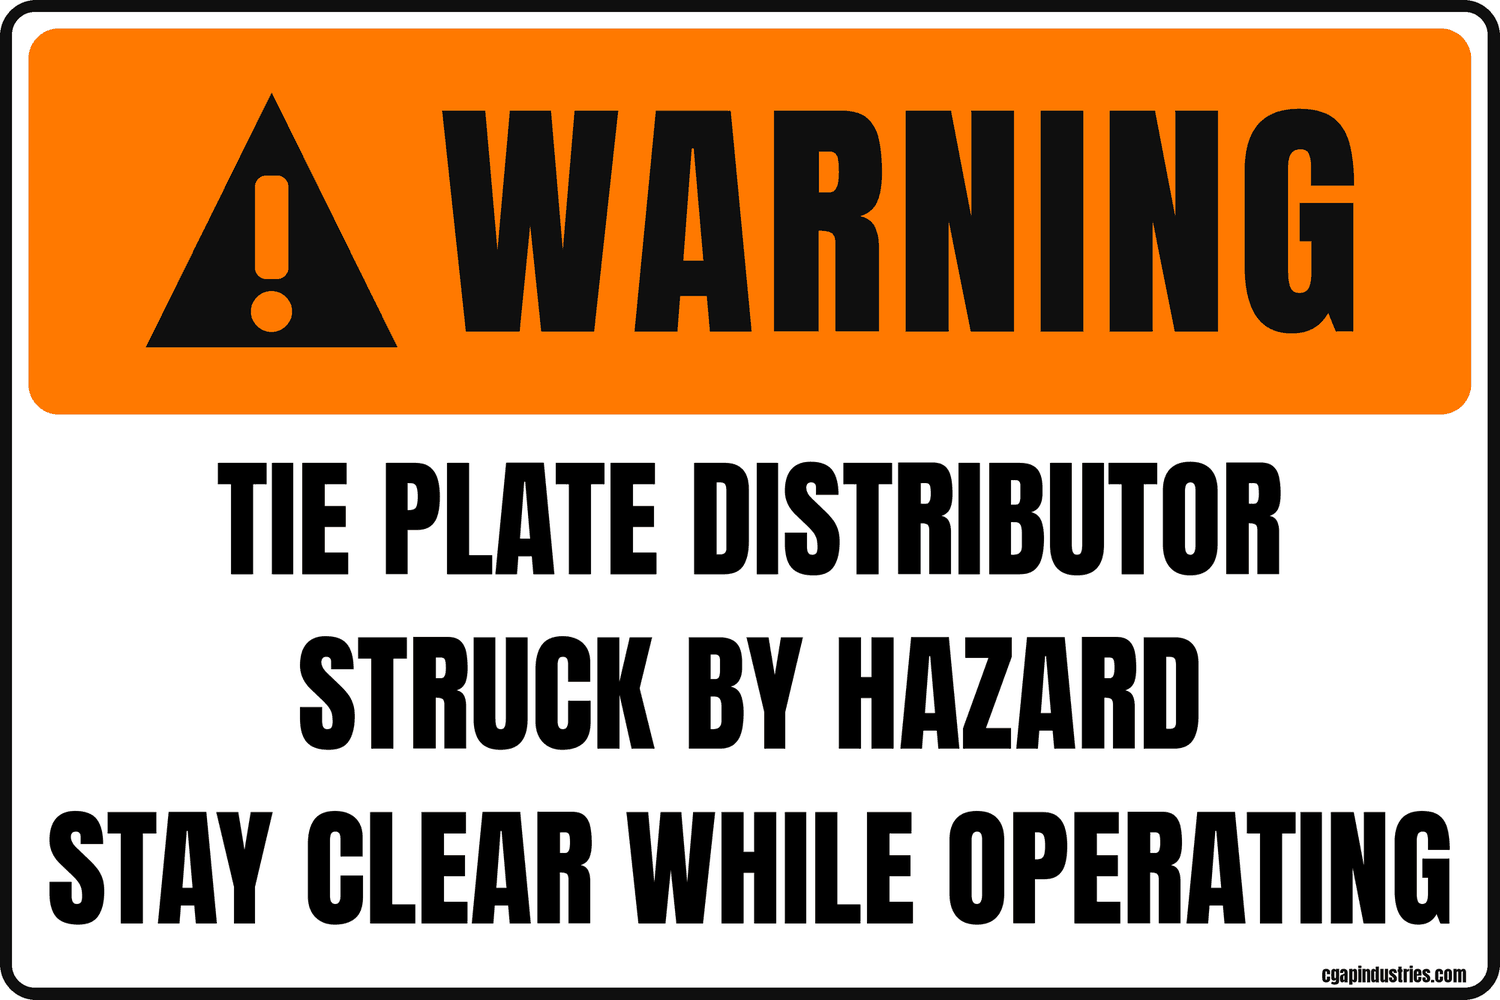 WARNING
TIE PLATE DISTRIBUTOR
STRUCK BY HAZARD
STAY CLEAR WHILE OPERATING
cgapindustries.com